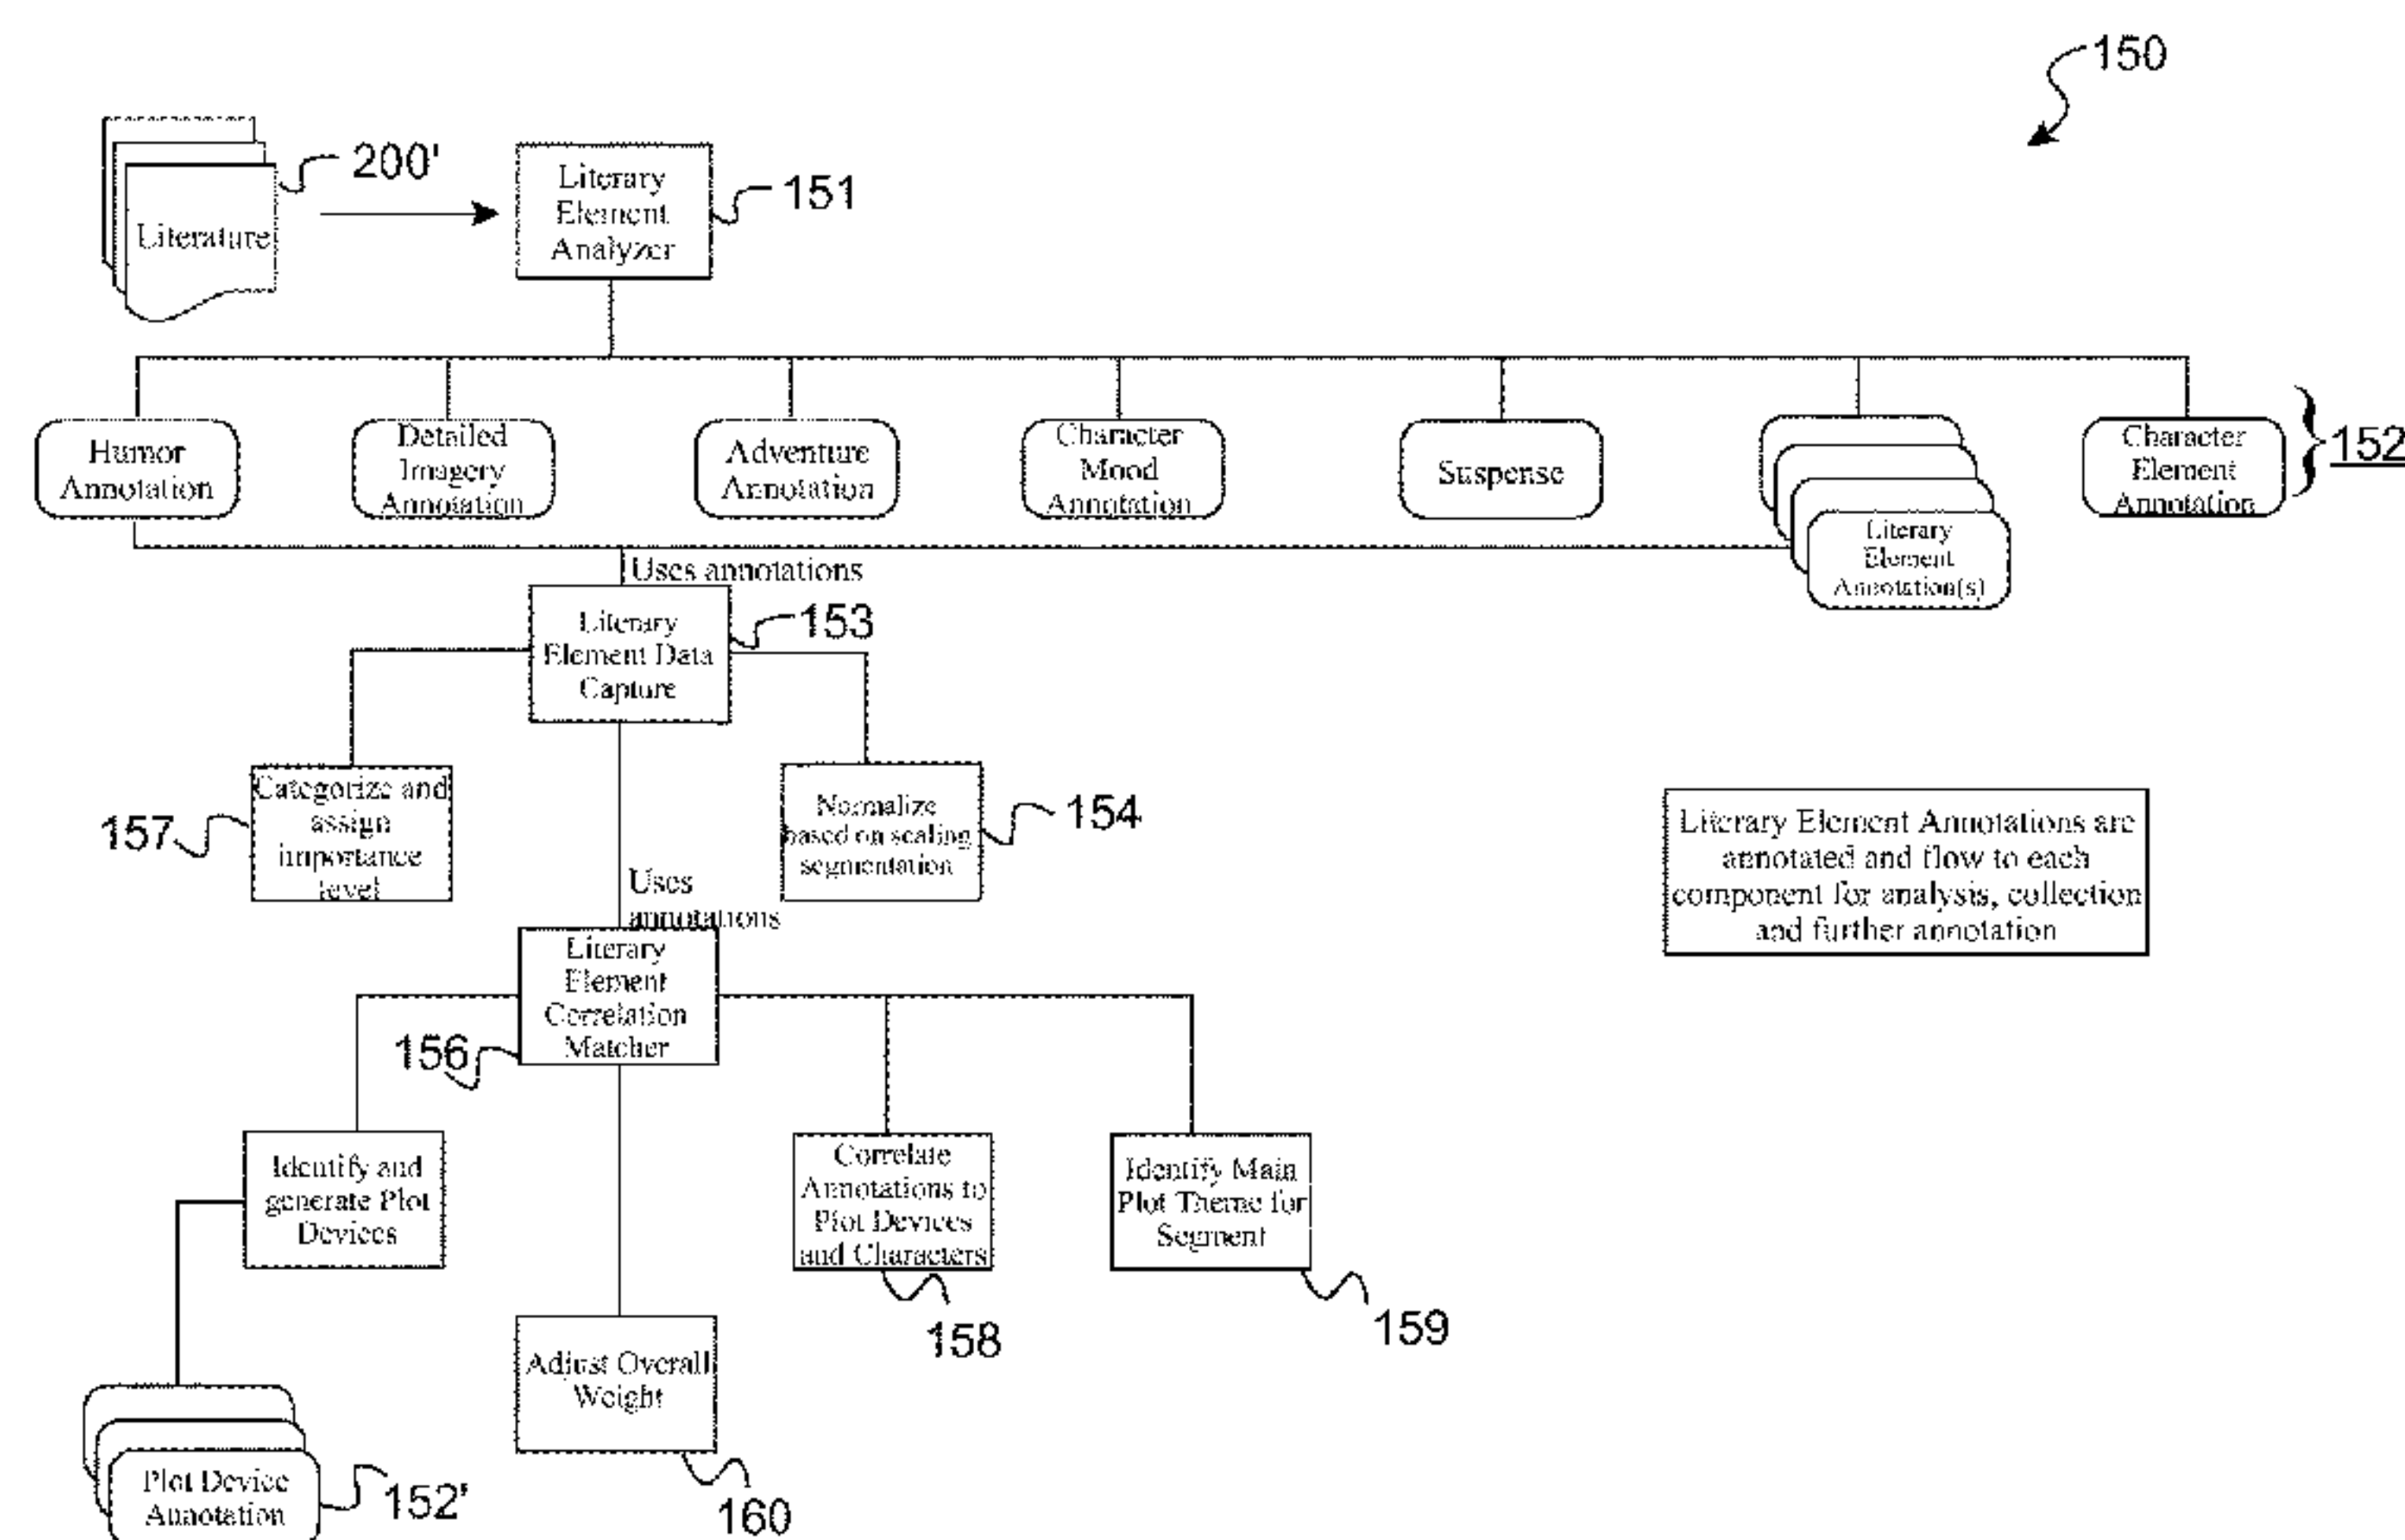 150
200'
Literature
Literary
Element
Analyzer
151
Humor
Annotation
Detailed
Imagery
Annotation
Adventure
Annotation
Character
Mood
Annotation
Suspense
Literary
Element
Annotation(s)
Character
Element
Annotation
152
Uses annotations
Literary
Element Data
Capture
153
Categorize and
assign
importance
level
157
Normalize
based on scaling
segmentation
154
Literary Element Annotations are
annotated and flow to each
component for analysis, collection
and further annotation
Uses
annotations
Literary
Element
Correlation
Matcher
156
Identify and
generate Plot
Devices
Correlate
Annotations to
Plot Devices
and Characters
158
Identify Main
Plot Theme for
Segment
159
Adjust Overall
Weight
160
Plot Device
Annotation
152'